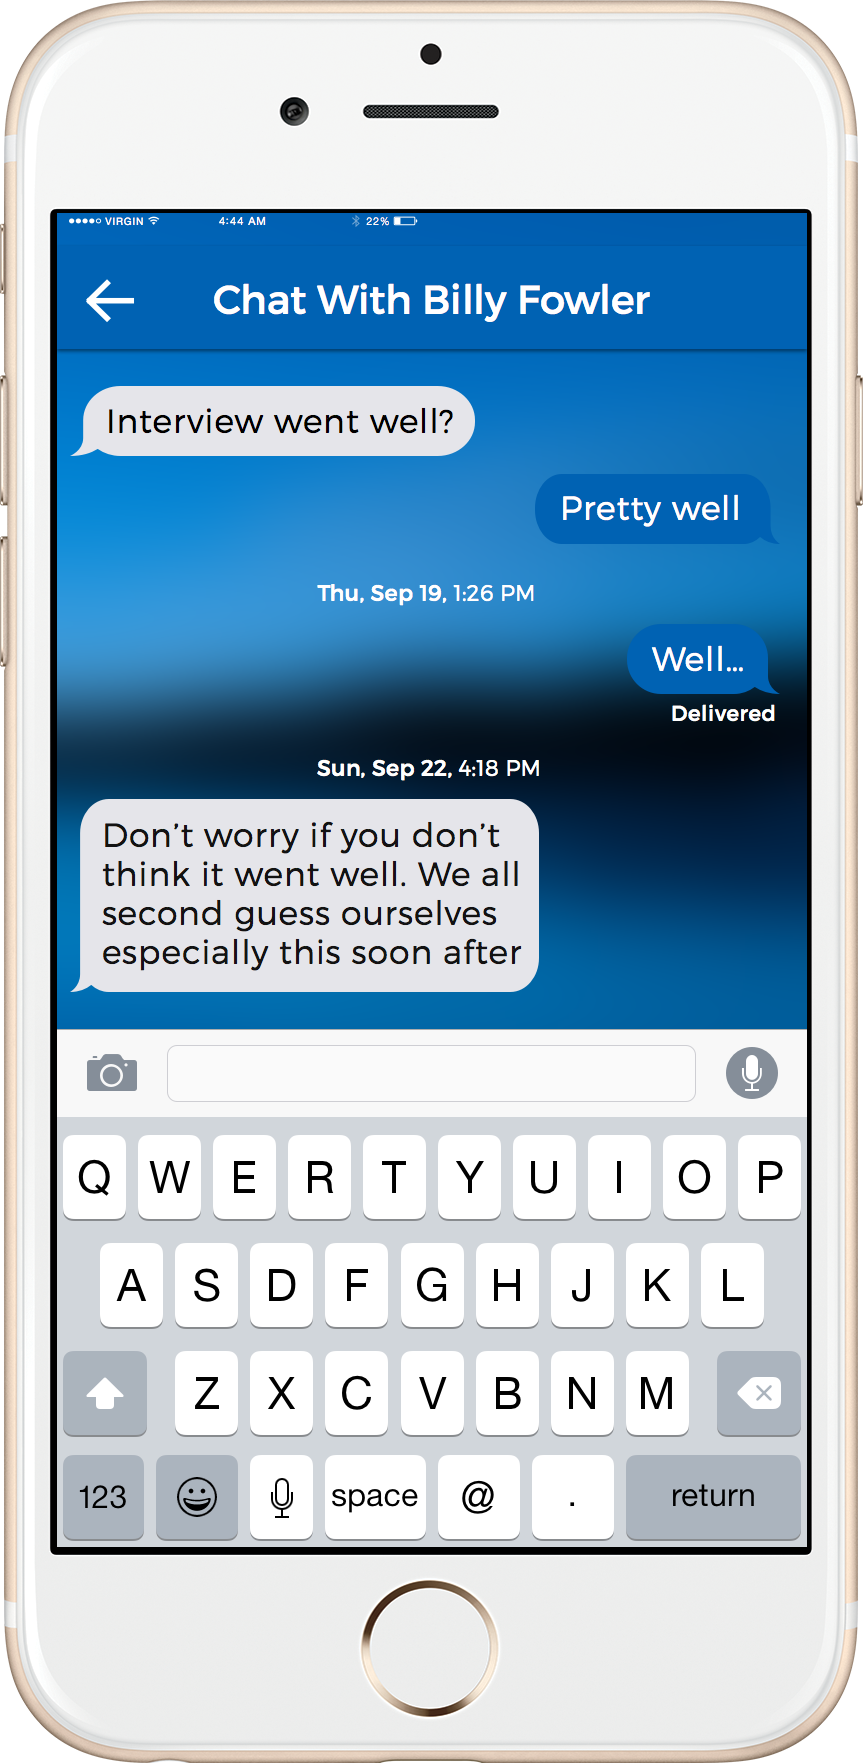 VIRGIN 4:44 AM 22%
Chat With Billy Fowler
Interview went well?
Pretty well
Thu, Sep 19, 1:26 PM
Well...
Delivered
Sun, Sep 22, 4:18 PM
Don't worry if you don't
think it went well. We all
second guess ourselves
especially this soon after
Q W E R T Y U I O P
A S D F G H J K L
Z X C V B N M
123 space @ . return